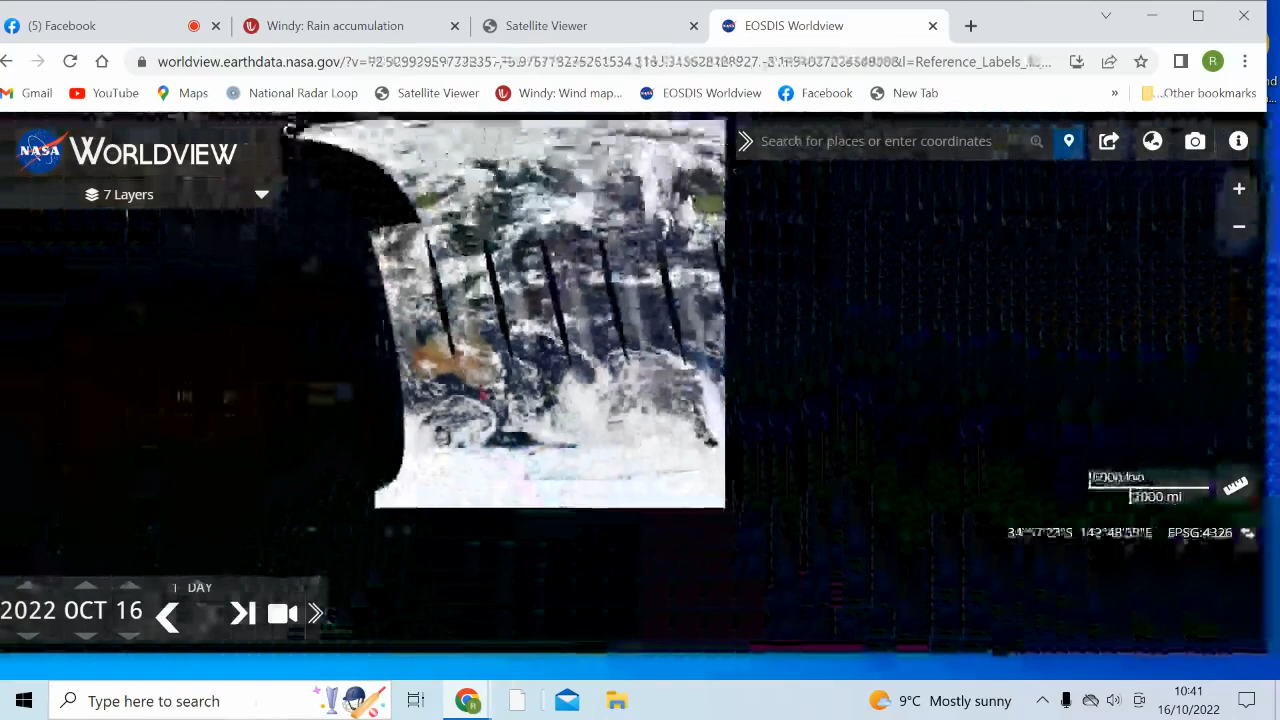 (5) Facebook
Windy: Rain accumulation
Satellite Viewer
EOSDIS Worldview
Gmail
YouTube
Maps
National Radar Loop
Satellite Viewer
Windy: Wind map...
EOSDIS Worldview
Facebook
New Tab
»
Other bookmarks
NASA WORLDVIEW
Search for places or enter coordinates
7 Layers
EPSG:4326
1 DAY
2022 OCT 16
Type here to search
9°C Mostly sunny
10:41
16/10/2022